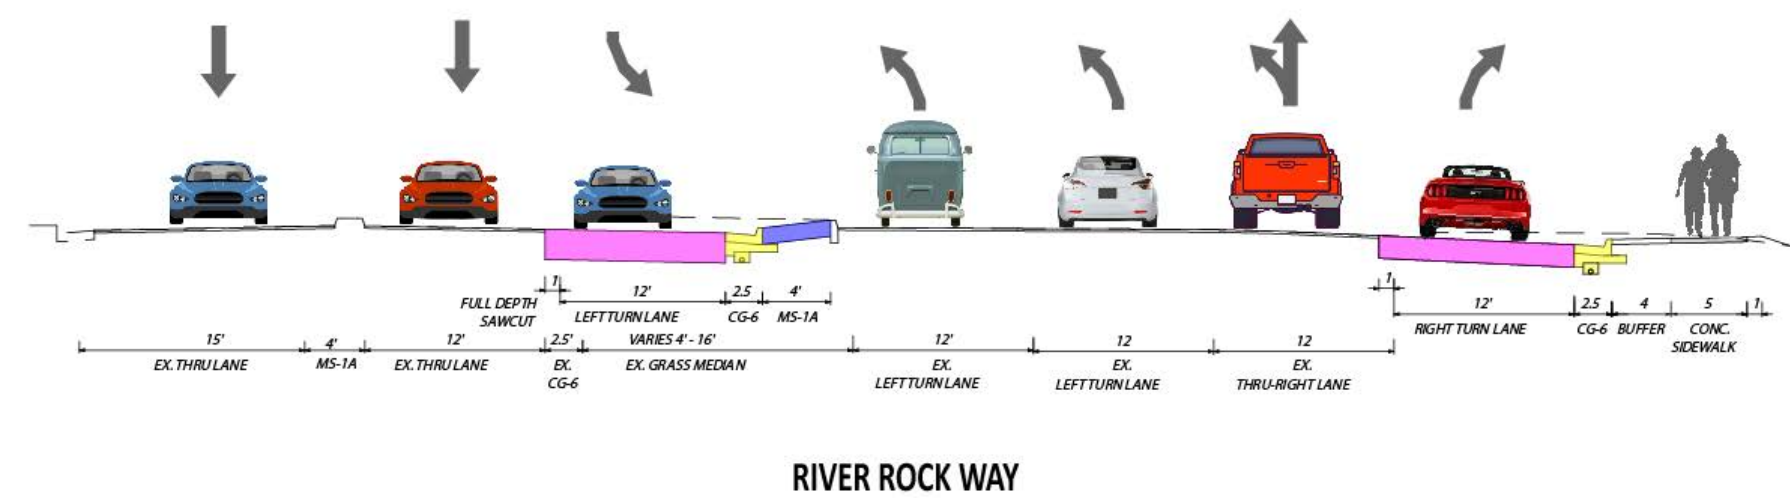 1
12'
2.5
4'
FULL DEPTH
SAWCUT
LEFT TURN LANE
CG-6
MS-1A
1
12'
2.5
4
5
1
RIGHT TURN LANE
CG-6
BUFFER
CONC.
SIDEWALK
15'
4'
12'
2.5'
VARIES 4' - 16'
12'
12
12
EX. THRU LANE
MS-1A
EX. THRU LANE
EX.
CG-6
EX. GRASS MEDIAN
EX.
LEFT TURN LANE
EX.
LEFT TURN LANE
EX.
THRU-RIGHT LANE
RIVER ROCK WAY